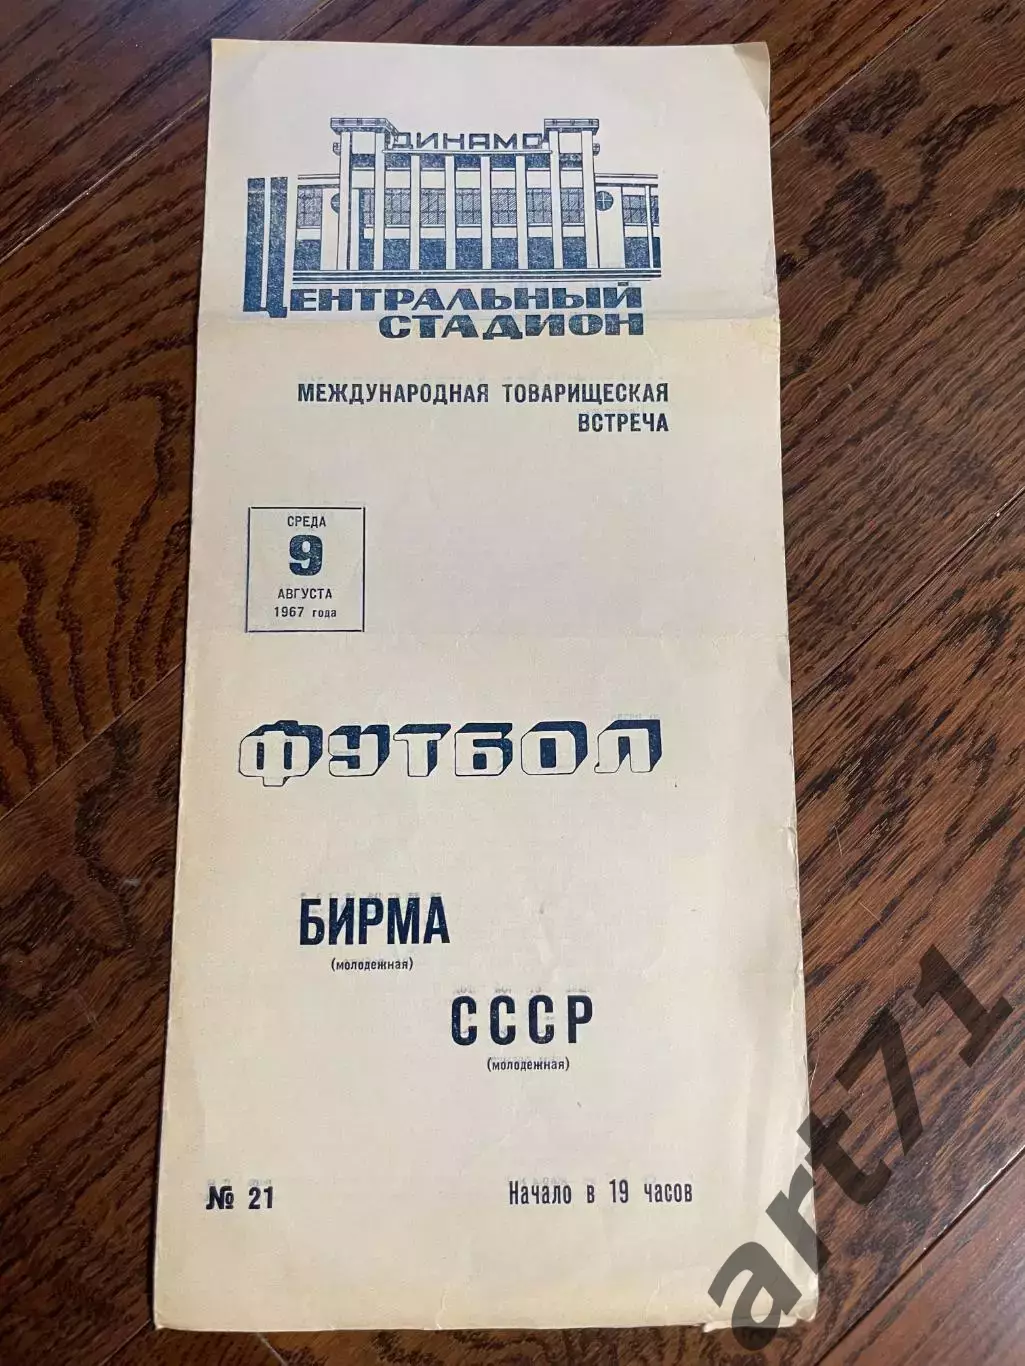 ДИНАМО
ЦЕНТРАЛЬНЫЙ
СТАДИОН
МЕЖДУНАРОДНАЯ ТОВАРИЩЕСКАЯ
ВСТРЕЧА
СРЕДА
9
АВГУСТА
1967 года
ФУТБОЛ
БИРМА
(молодежная)
СССР
(молодежная)
№ 21
Начало в 19 часов
art71